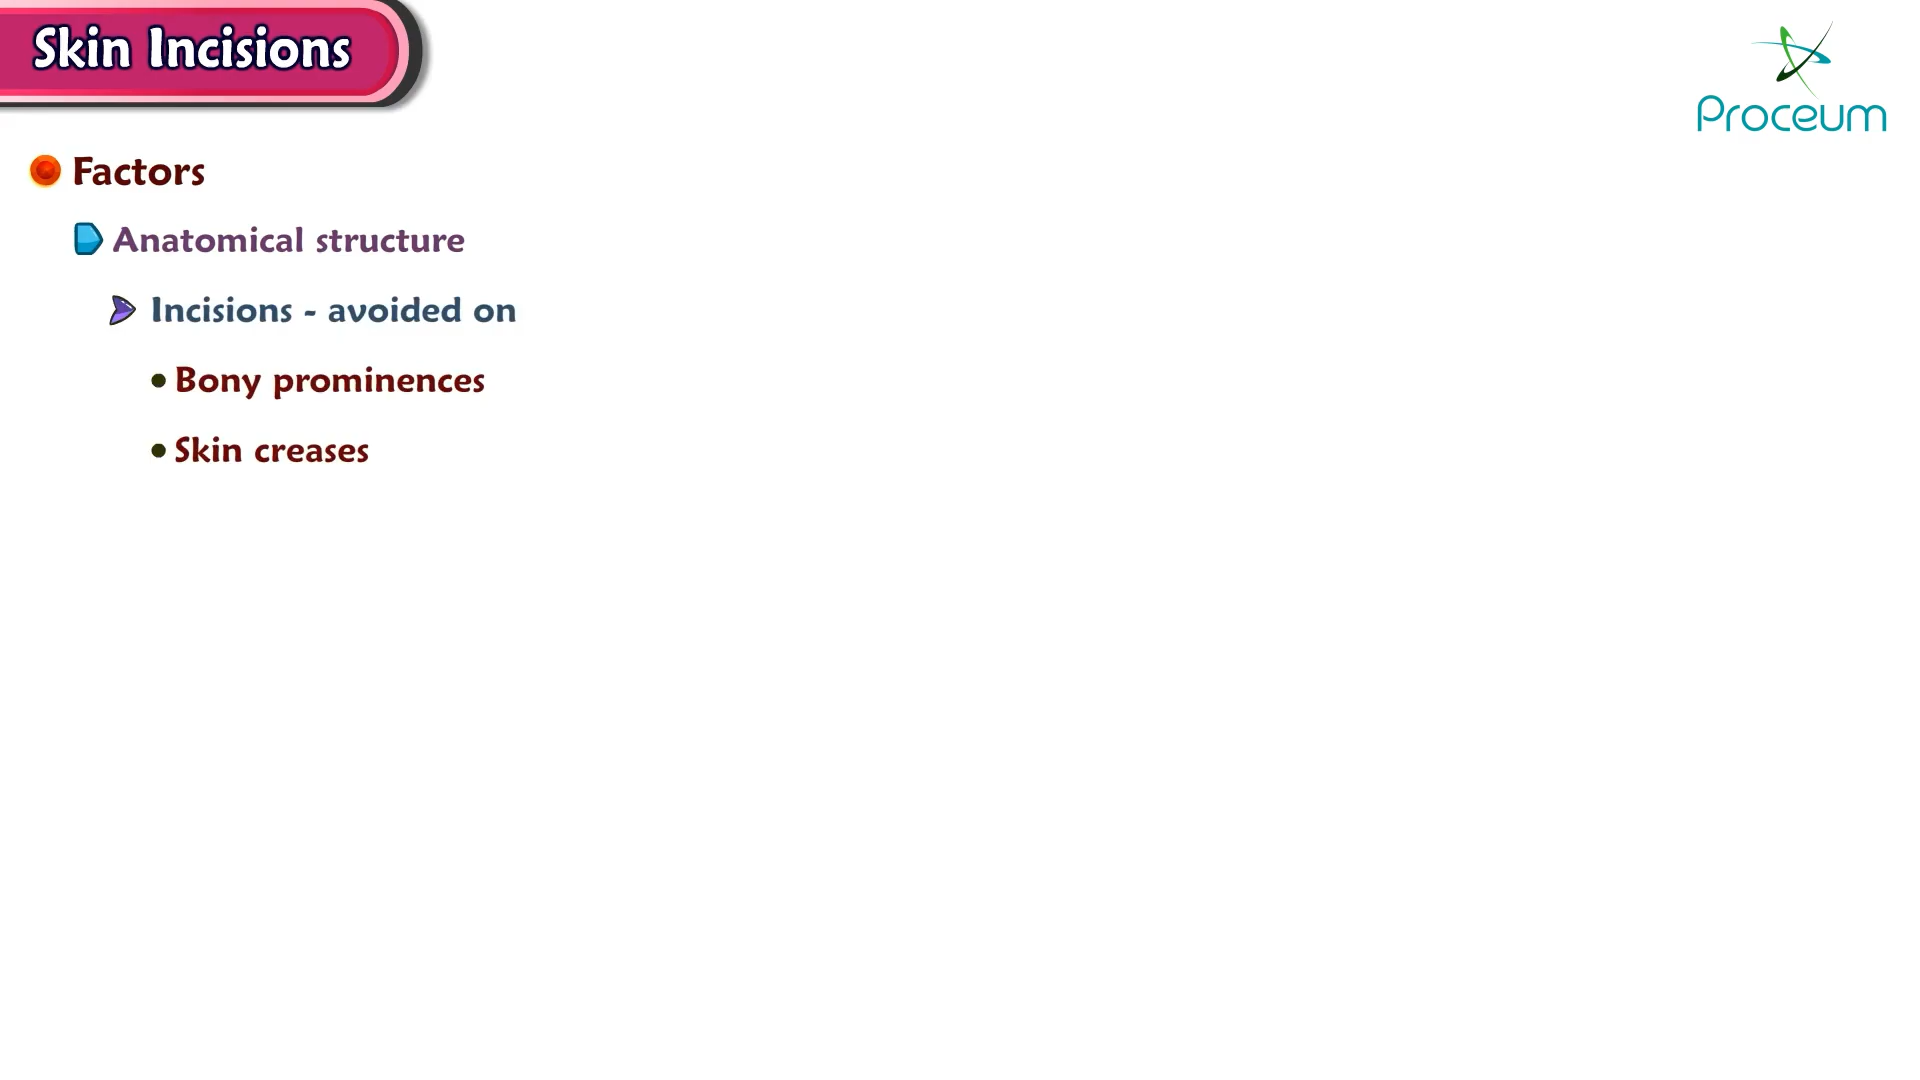 Skin Incisions
Proceum
Factors
Anatomical structure
Incisions - avoided on
Bony prominences
Skin creases